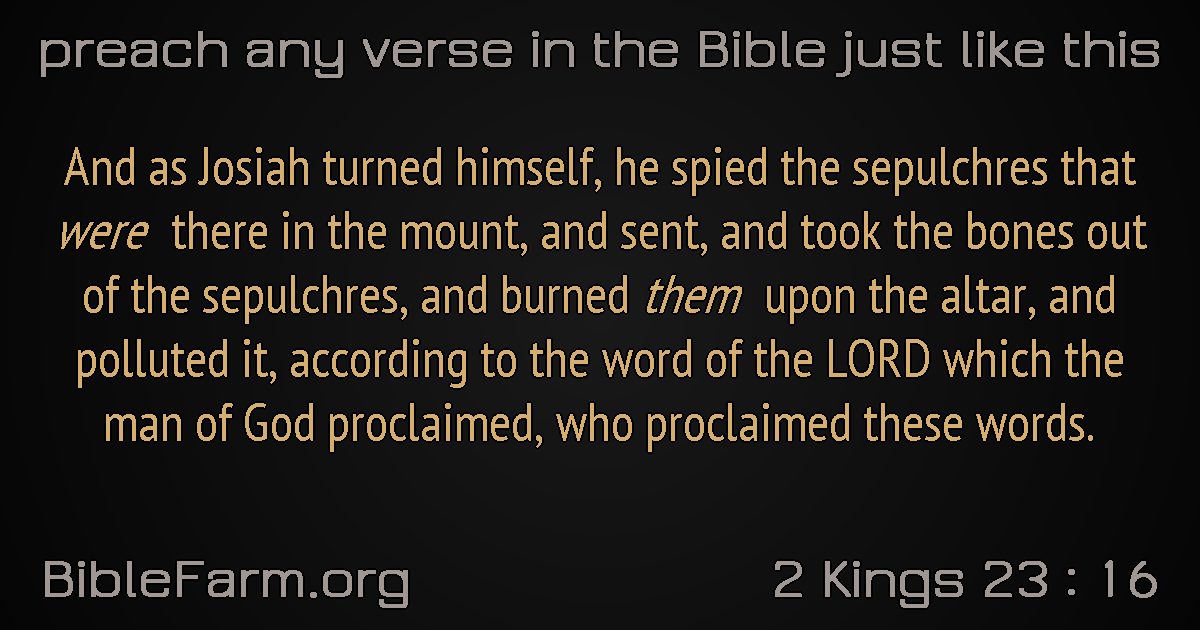 preach any verse in the Bible just like this
And as Josiah turned himself, he spied the sepulchres that
were there in the mount, and sent, and took the bones out
of the sepulchres, and burned them upon the altar, and
polluted it, according to the word of the LORD which the
man of God proclaimed, who proclaimed these words.
BibleFarm.org
2 Kings 23 : 16